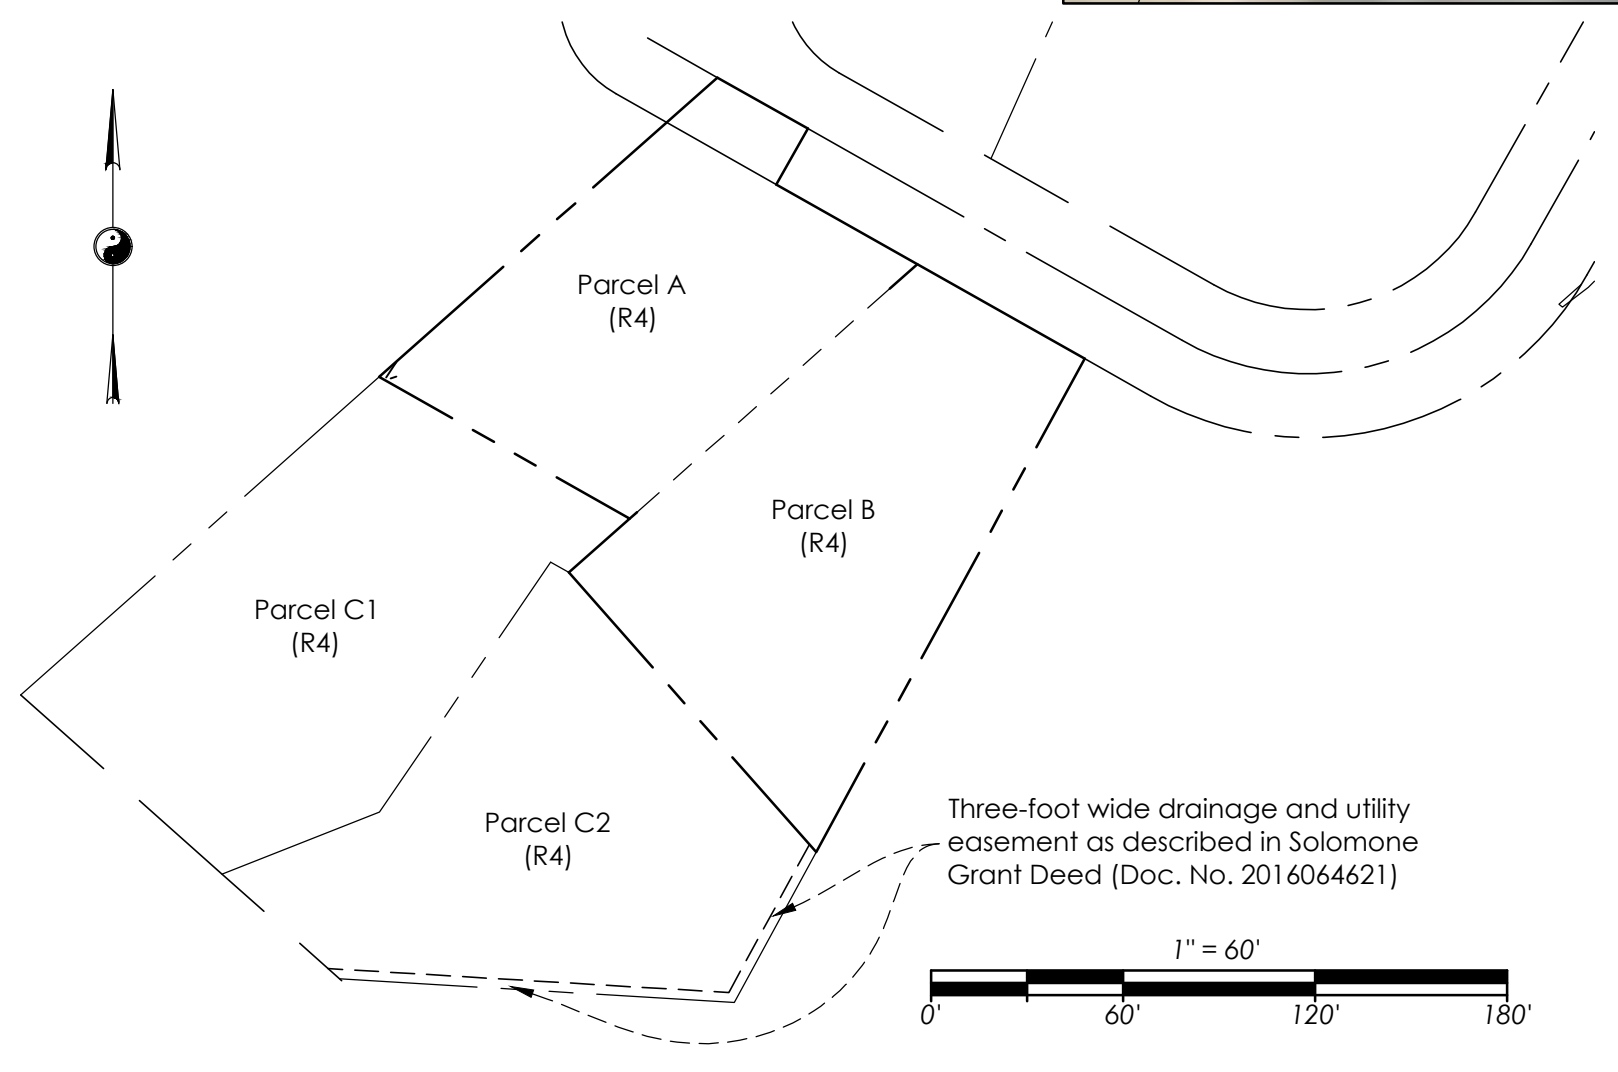 Parcel A
(R4)
Parcel B
(R4)
Parcel C1
(R4)
Parcel C2
(R4)
Three-foot wide drainage and utility
easement as described in Solomone
Grant Deed (Doc. No. 2016064621)
1" = 60'
0' 60' 120' 180'